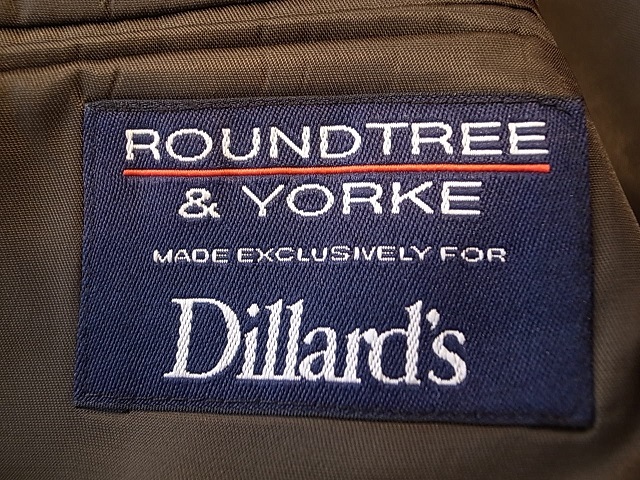 ROUNDTREE
& YORKE
MADE EXCLUSIVELY FOR
Dillard's